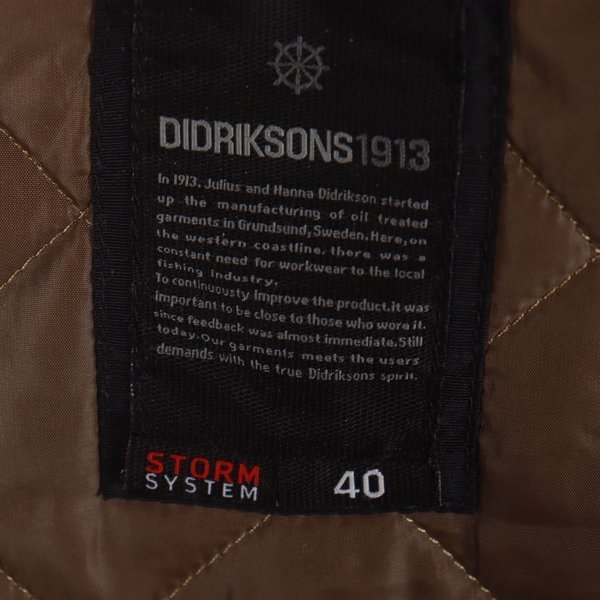 DIDRIKSONS1913
In 1913, Julius and Hanna Didrikson started
up the manufacturing of oil treated
garments in Grundsund, Sweden. Here, on
the western coastline, there was a
constant need for workwear to the local
fishing industry.
To continuously improve the product, it was
important to be close to those who wore it,
since feedback was almost immediate. Still
today, Our garments meets the users
demands with the true Didriksons spirit.
STORM
SYSTEM
40